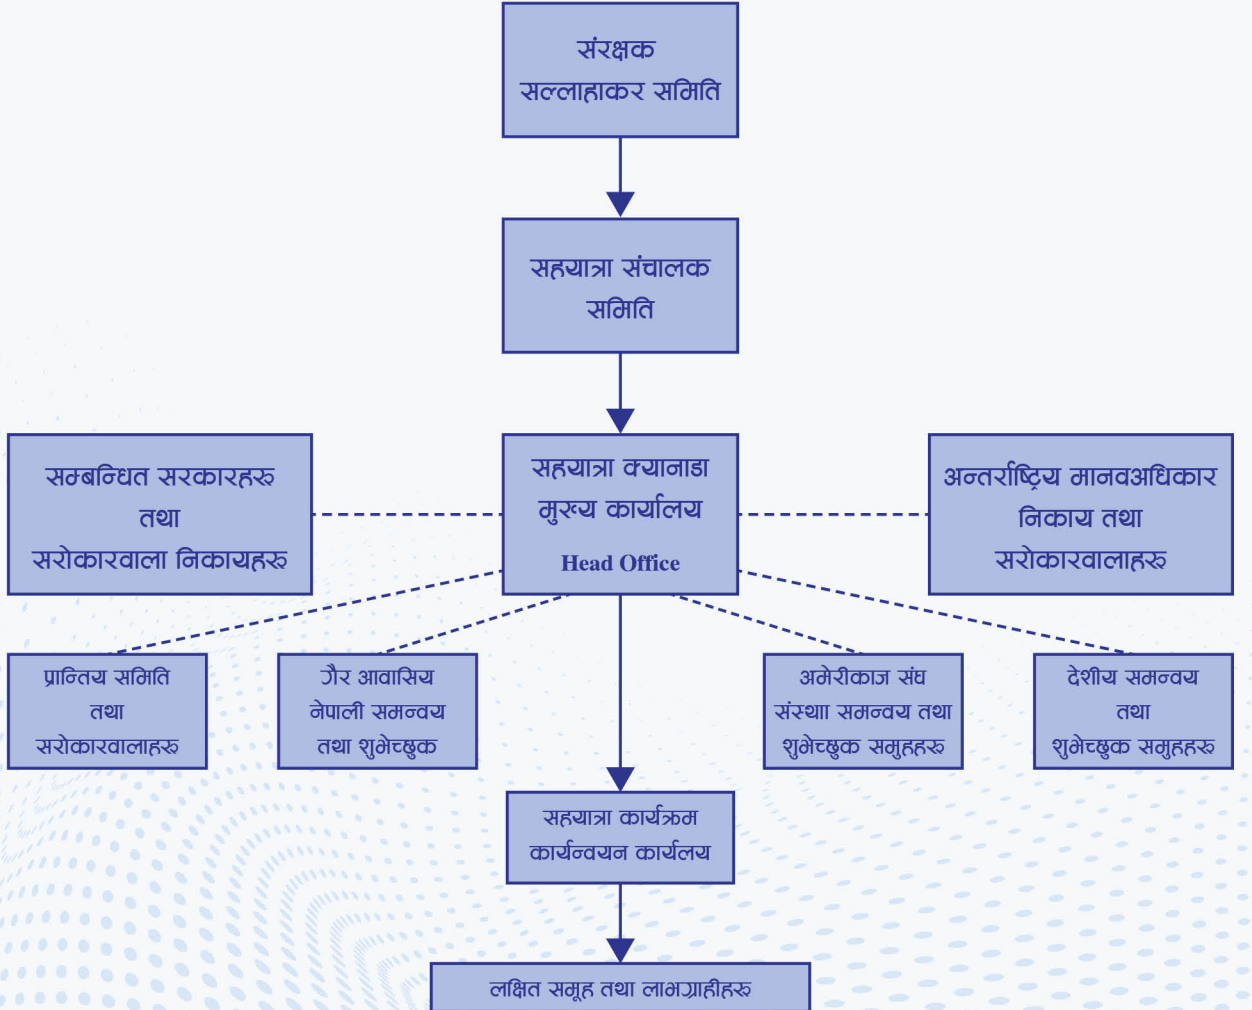 संरक्षक
सल्लाहाकर समिति
सहयात्रा संचालक
समिति
सम्बन्धित सरकारहरु
तथा
सरोकारवाला निकायहरु
सहयात्रा क्यानाडा
मुख्य कार्यालय
Head Office
अन्तर्राष्ट्रिय मानवअधिकार
निकाय तथा
सरोकारवालाहरु
प्रान्तिय समिति
तथा
सरोकारवालाहरु
गैर आवासिय
नेपाली समन्वय
तथा शुभेच्छुक
अमेरीकाज संघ
संस्थाा समन्वय तथा
शुभेच्छुक समुहहरु
देशीय समन्वय
तथा
शुभेच्छुक समुहहरु
सहयात्रा कार्यक्रम
कार्यन्वयन कार्यलय
लक्षित समूह तथा लाभग्राहीहरु